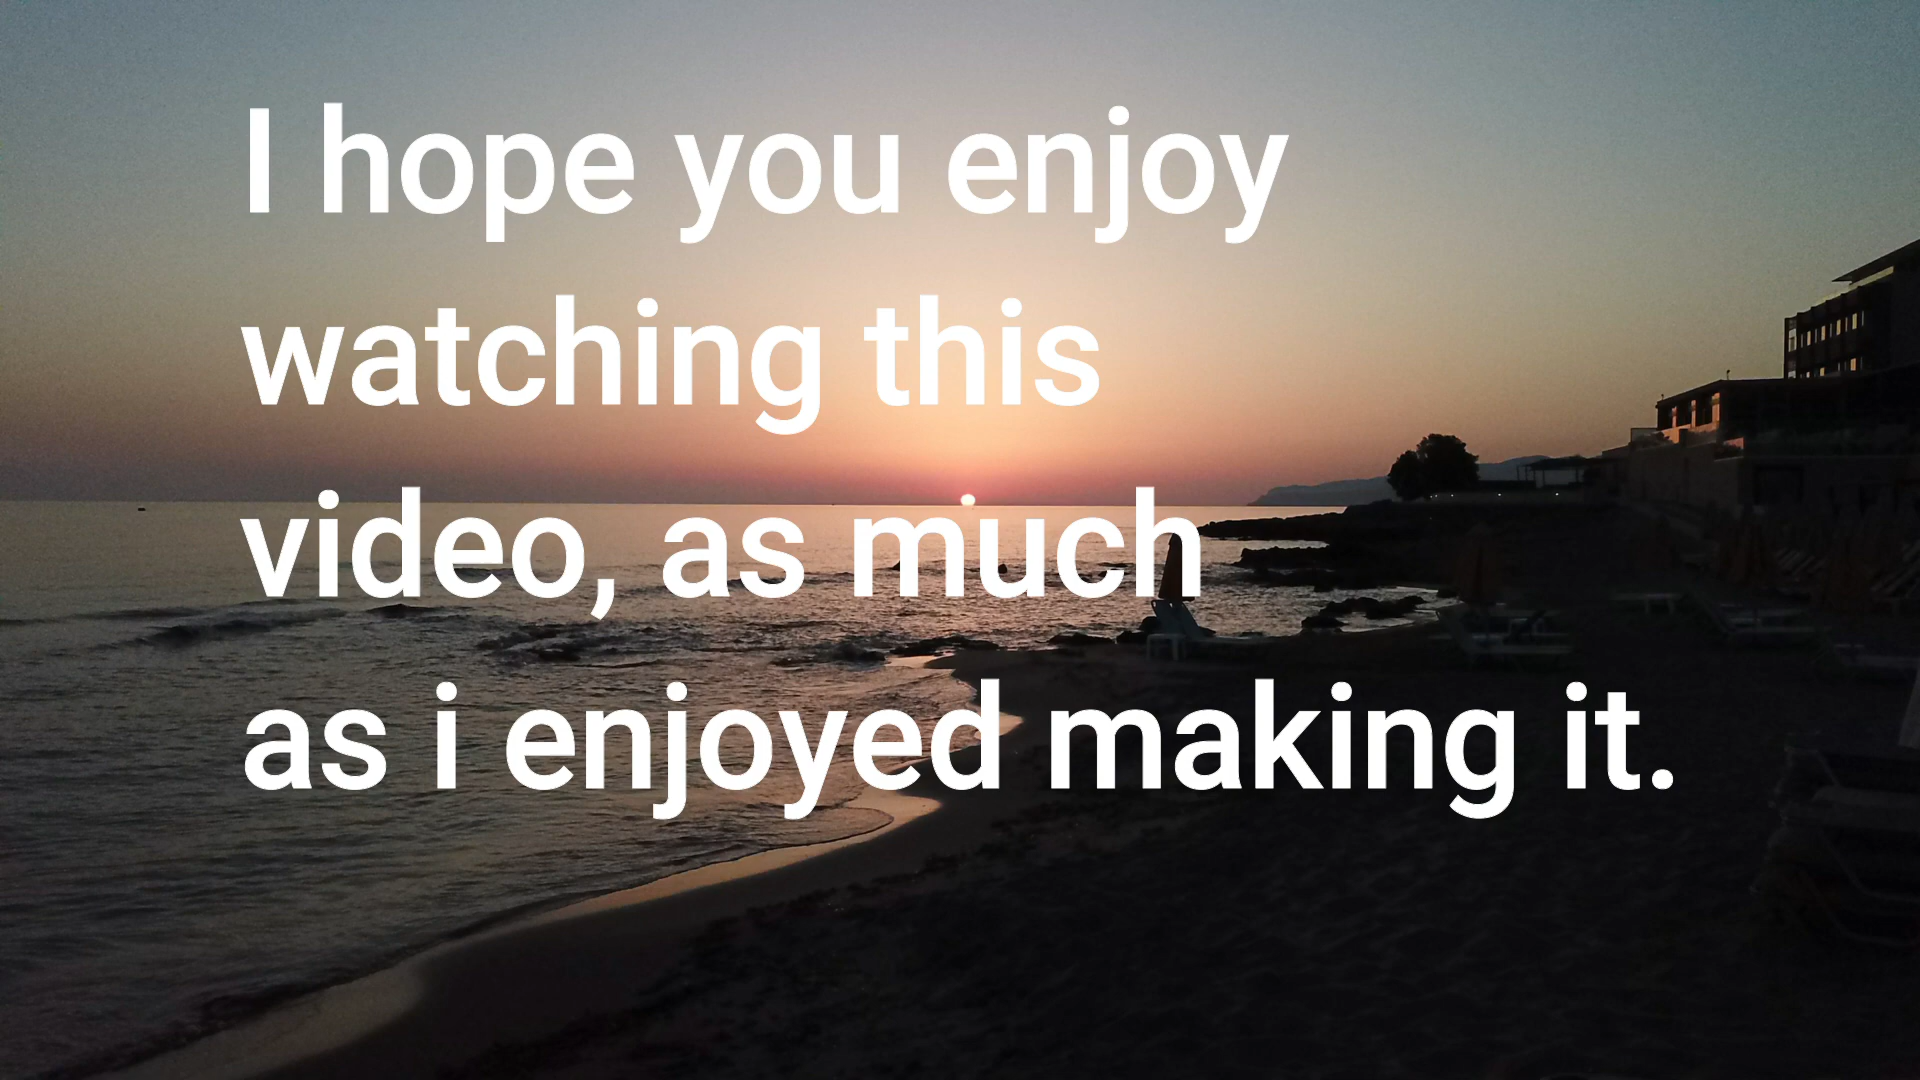 I hope you enjoy
watching this
video, as much
as i enjoyed making it.